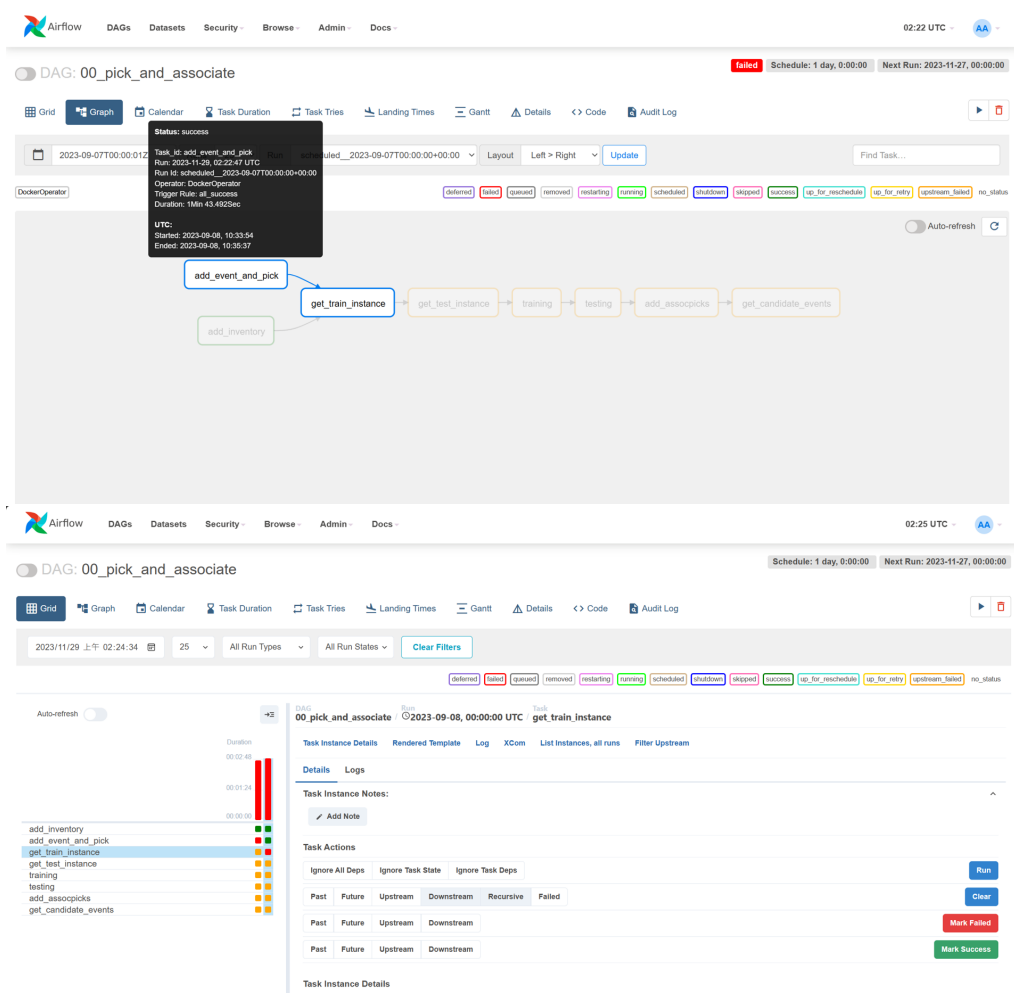 Airflow DAGs Datasets Security Browse Admin Docs 02:22 UTC AA
DAG: 00_pick_and_associate failed Schedule: 1 day, 0:00:00 Next Run: 2023-11-27, 00:00:00
Grid Graph Calendar Task Duration Task Tries Landing Times Gantt Details <> Code Audit Log
Status: success
Task_id: add_event_and_pick
Run: 2023-11-29, 02:22:47 UTC
Run Id: scheduled__2023-09-07T00:00:00+00:00
Operator: DockerOperator
Trigger Rule: all_success
Duration: 1Min 43.492Sec
UTC:
Started: 2023-09-08, 10:33:54
Ended: 2023-09-08, 10:35:37
2023-09-07T00:00:01Z Run scheduled__2023-09-07T00:00:00+00:00 Layout Left > Right Update Find Task...
DockerOperator deferred failed queued removed restarting running scheduled shutdown skipped success up_for_reschedule up_for_retry upstream_failed no_status
Auto-refresh
add_event_and_pick
get_train_instance get_test_instance training testing add_assocpicks get_candidate_events
add_inventory
Airflow DAGs Datasets Security Browse Admin Docs 02:25 UTC AA
DAG: 00_pick_and_associate Schedule: 1 day, 0:00:00 Next Run: 2023-11-27, 00:00:00
Grid Graph Calendar Task Duration Task Tries Landing Times Gantt Details <> Code Audit Log
2023/11/29 上午 02:24:34 25 All Run Types All Run States Clear Filters
deferred failed queued removed restarting running scheduled shutdown skipped success up_for_reschedule up_for_retry upstream_failed no_status
Auto-refresh
Duration
00:02:48
00:01:24
00:00:00
add_inventory
add_event_and_pick
get_train_instance
get_test_instance
training
testing
add_assocpicks
get_candidate_events
DAG Run Task
00_pick_and_associate / 2023-09-08, 00:00:00 UTC / get_train_instance
Task Instance Details Rendered Template Log XCom List Instances, all runs Filter Upstream
Details Logs
Task Instance Notes:
Add Note
Task Actions
Ignore All Deps Ignore Task State Ignore Task Deps Run
Past Future Upstream Downstream Recursive Failed Clear
Past Future Upstream Downstream Mark Failed
Past Future Upstream Downstream Mark Success
Task Instance Details